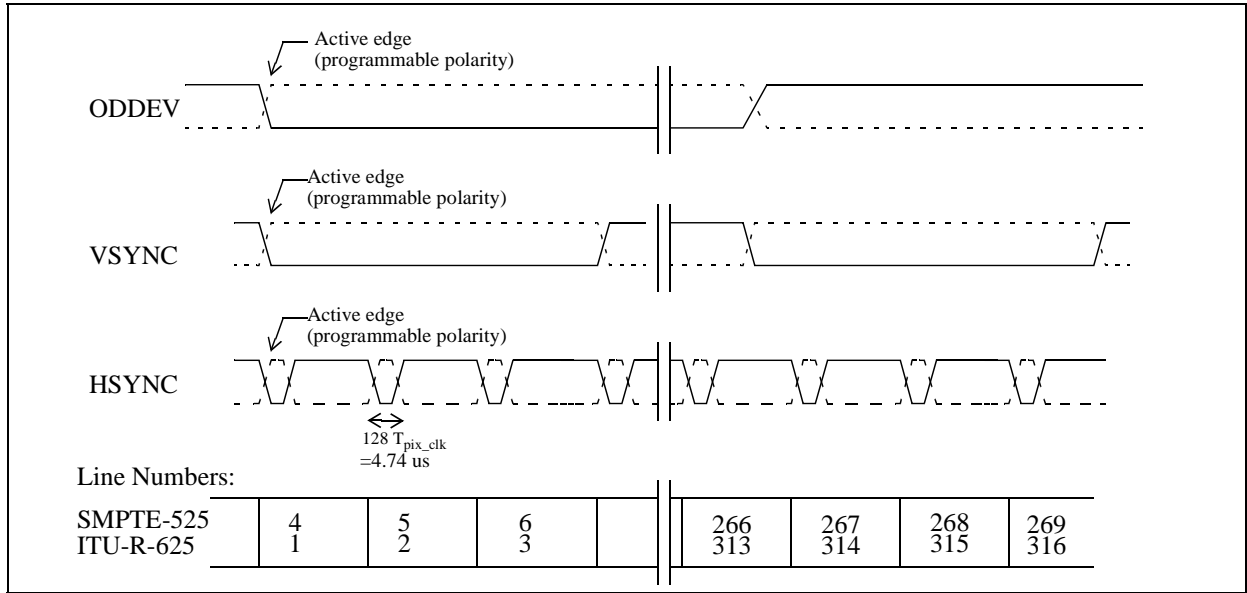 Active edge
(programmable polarity)
ODDEV
Active edge
(programmable polarity)
VSYNC
Active edge
(programmable polarity)
HSYNC
128 Tpix_clk
=4.74 us
Line Numbers:
SMPTE-525 4 5 6 266 267 268 269
ITU-R-625 1 2 3 313 314 315 316